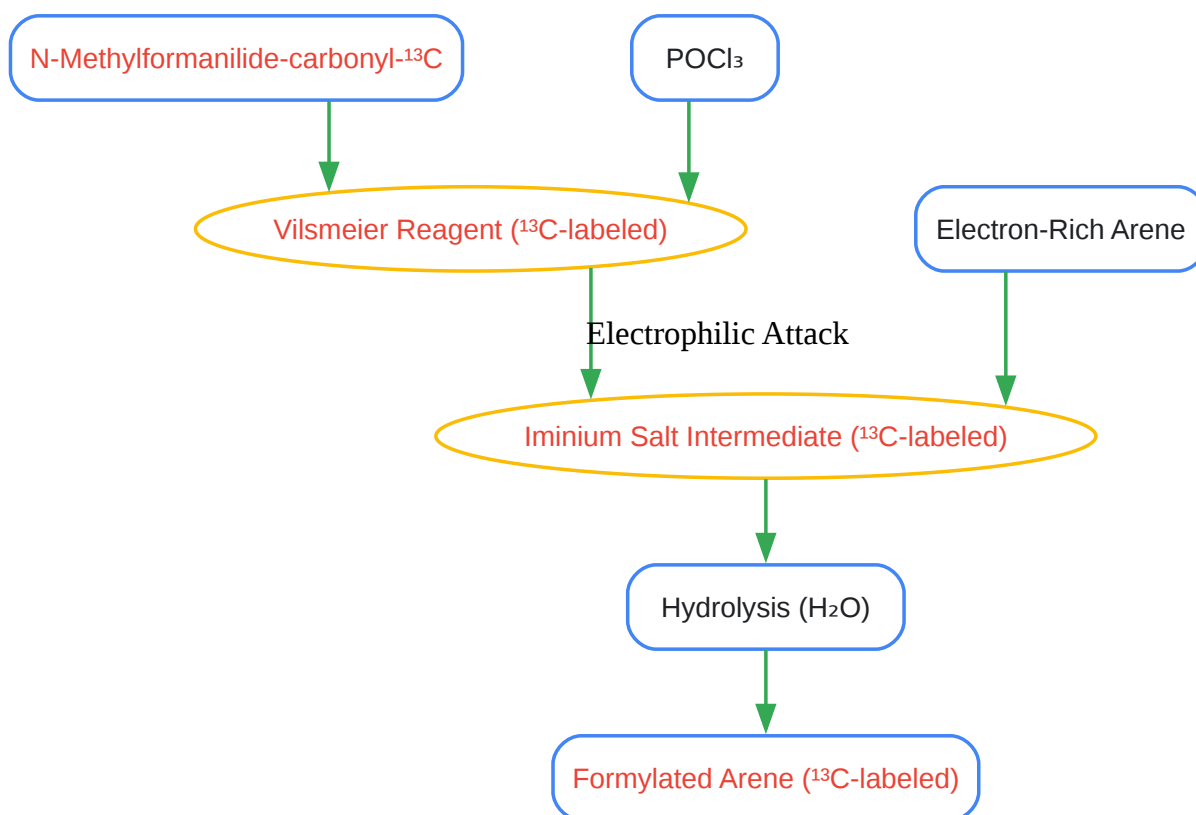 N-Methylformanilide-carbonyl-¹³C
POCl₃
Vilsmeier Reagent (¹³C-labeled)
Electron-Rich Arene
Electrophilic Attack
Iminium Salt Intermediate (¹³C-labeled)
Hydrolysis (H₂O)
Formylated Arene (¹³C-labeled)